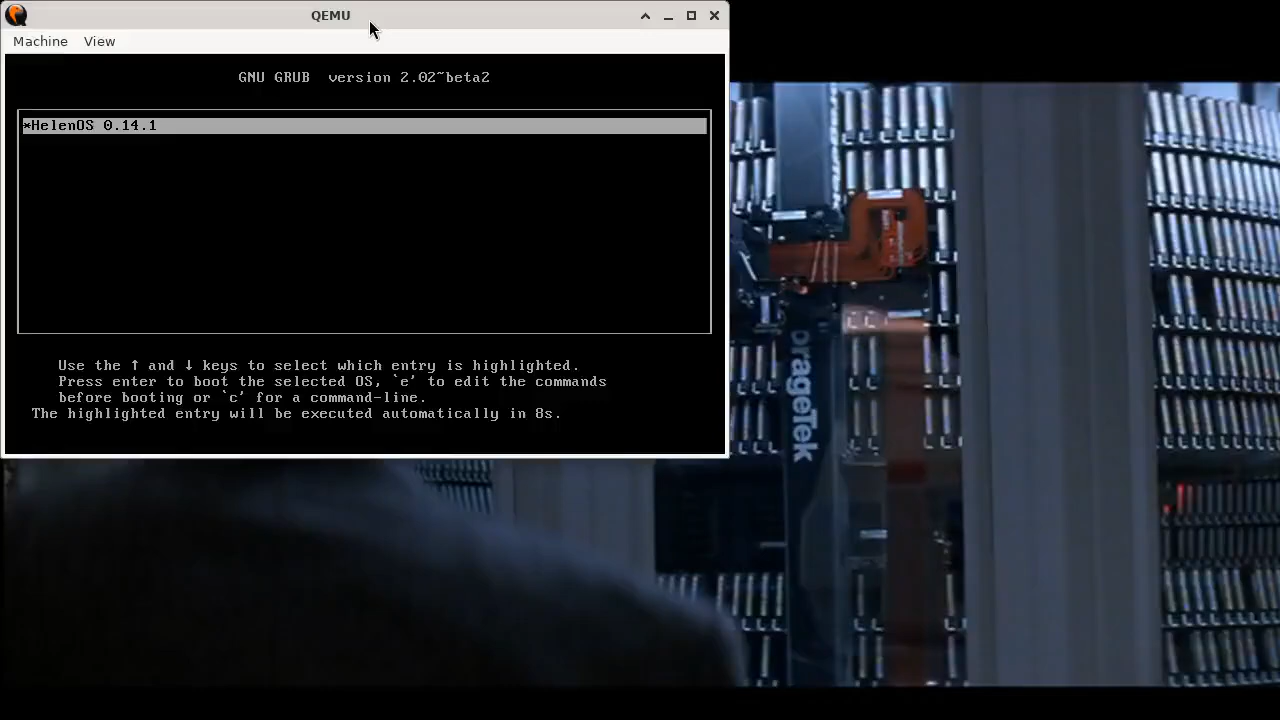 QEMU
Machine View
GNU GRUB version 2.02~beta2
*HelenOS 0.14.1
Use the ↑ and ↓ keys to select which entry is highlighted.
Press enter to boot the selected OS, `e' to edit the commands
before booting or `c' for a command-line.
The highlighted entry will be executed automatically in 8s.
orageTek